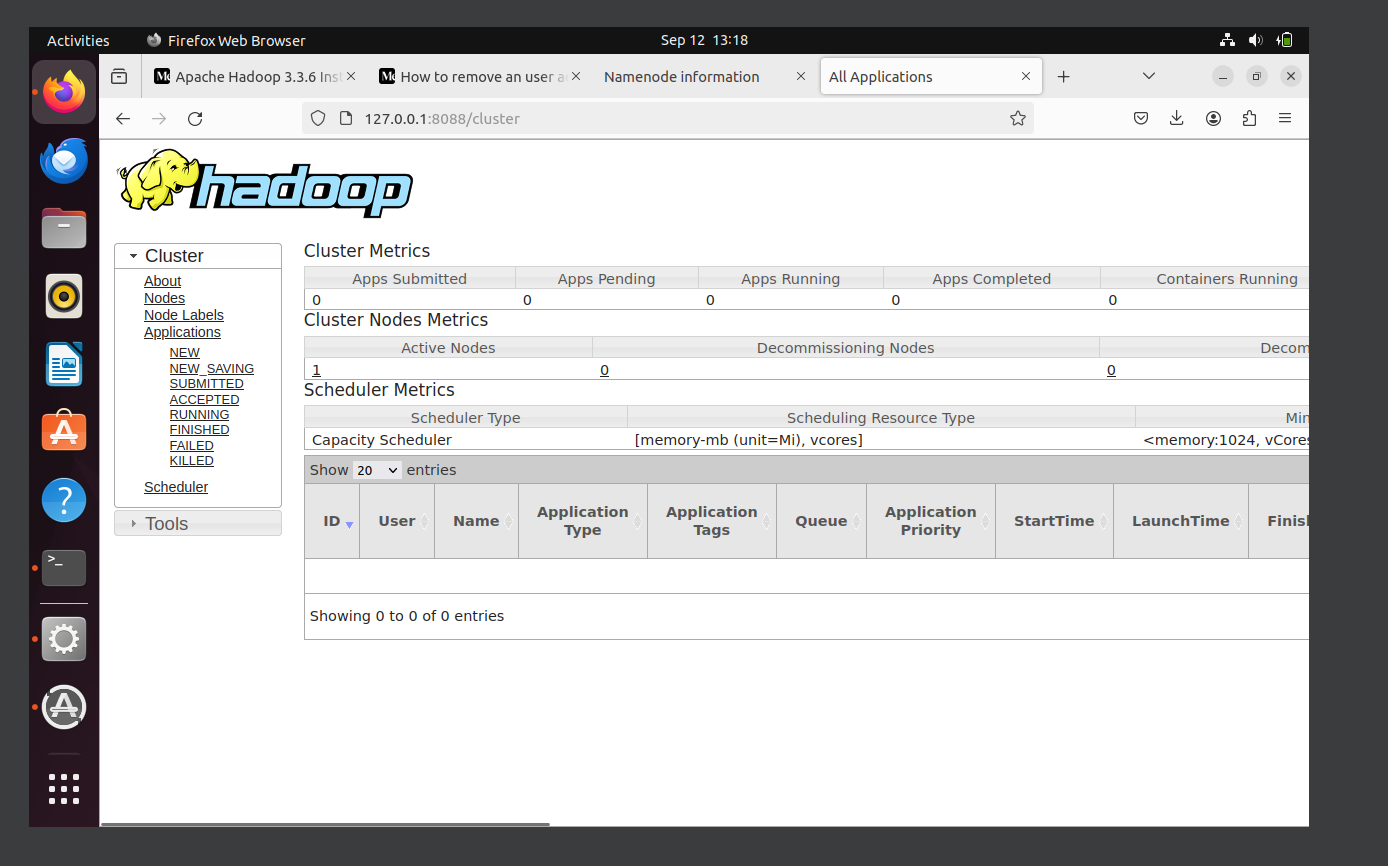 Activities Firefox Web Browser Sep 12 13:18
Apache Hadoop 3.3.6 Ins How to remove an user a Namenode information All Applications
127.0.0.1:8088/cluster
hadoop
Cluster
About
Nodes
Node Labels
Applications
NEW
NEW_SAVING
SUBMITTED
ACCEPTED
RUNNING
FINISHED
FAILED
KILLED
Scheduler
Tools
Cluster Metrics
Apps Submitted Apps Pending Apps Running Apps Completed Containers Running
0 0 0 0 0
Cluster Nodes Metrics
Active Nodes Decommissioning Nodes Decom
1 0 0
Scheduler Metrics
Scheduler Type Scheduling Resource Type Min
Capacity Scheduler [memory-mb (unit=Mi), vcores] <memory:1024, vCores
Show 20 entries
ID User Name Application Type Application Tags Queue Application Priority StartTime LaunchTime Finish
Showing 0 to 0 of 0 entries